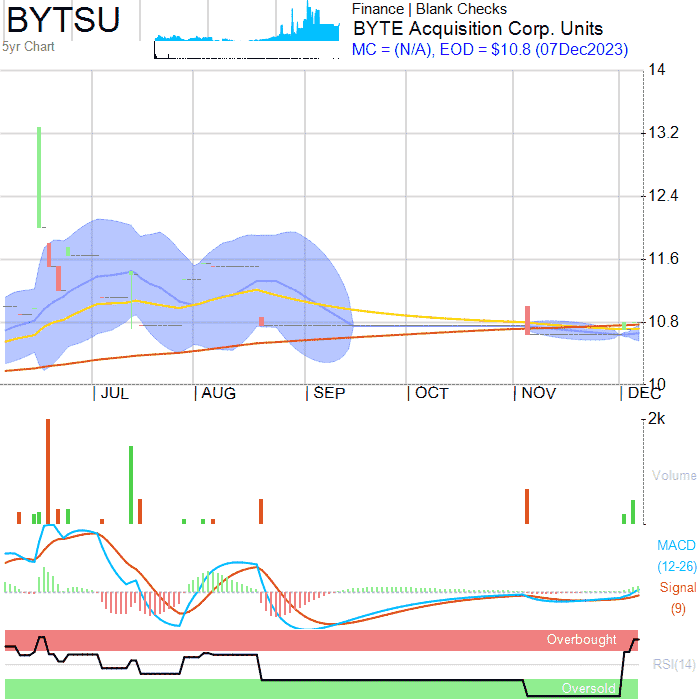 BYTSU
5yr Chart
Finance | Blank Checks
BYTE Acquisition Corp. Units
MC = (N/A), EOD = $10.8 (07Dec2023)
14
13.2
12.4
11.6
10.8
10
JUL
AUG
SEP
OCT
NOV
DEC
2k
Volume
MACD
(12-26)
Signal
(9)
Overbought
RSI(14)
Oversold